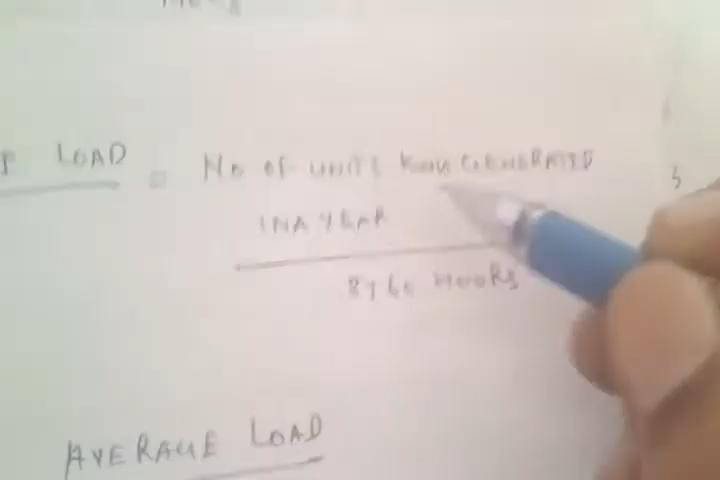 LOAD = No OF UNITS KWH GENERATED
IN A YEAR
8760 HOURS
AVERAGE LOAD